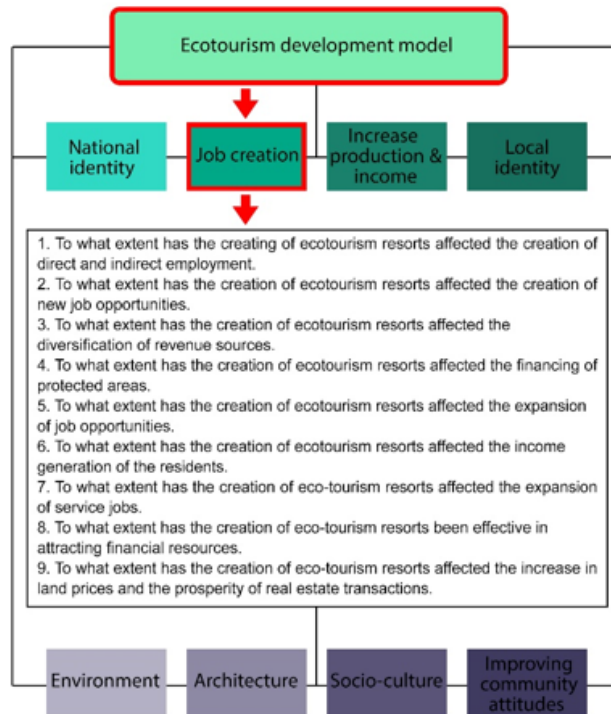 Ecotourism development model
National
identity
Job creation
Increase
production &
income
Local
identity
1. To what extent has the creating of ecotourism resorts affected the creation of
direct and indirect employment.
2. To what extent has the creation of ecotourism resorts affected the creation of
new job opportunities.
3. To what extent has the creation of ecotourism resorts affected the
diversification of revenue sources.
4. To what extent has the creation of ecotourism resorts affected the financing of
protected areas.
5. To what extent has the creation of ecotourism resorts affected the expansion
of job opportunities.
6. To what extent has the creation of ecotourism resorts affected the income
generation of the residents.
7. To what extent has the creation of eco-tourism resorts affected the expansion
of service jobs.
8. To what extent has the creation of eco-tourism resorts been effective in
attracting financial resources.
9. To what extent has the creation of eco-tourism resorts affected the increase in
land prices and the prosperity of real estate transactions.
Environment
Architecture
Socio-culture
Improving
community
attitudes